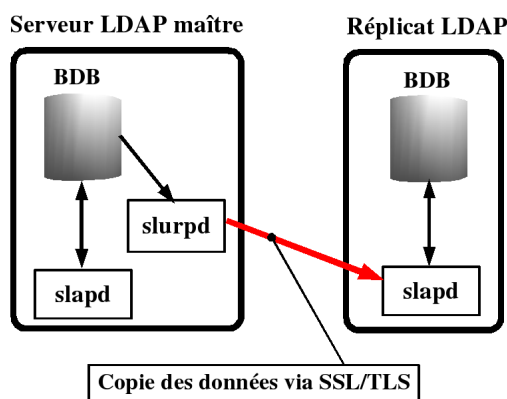 Serveur LDAP maître
Réplicat LDAP
BDB
BDB
slurpd
slapd
slapd
Copie des données via SSL/TLS